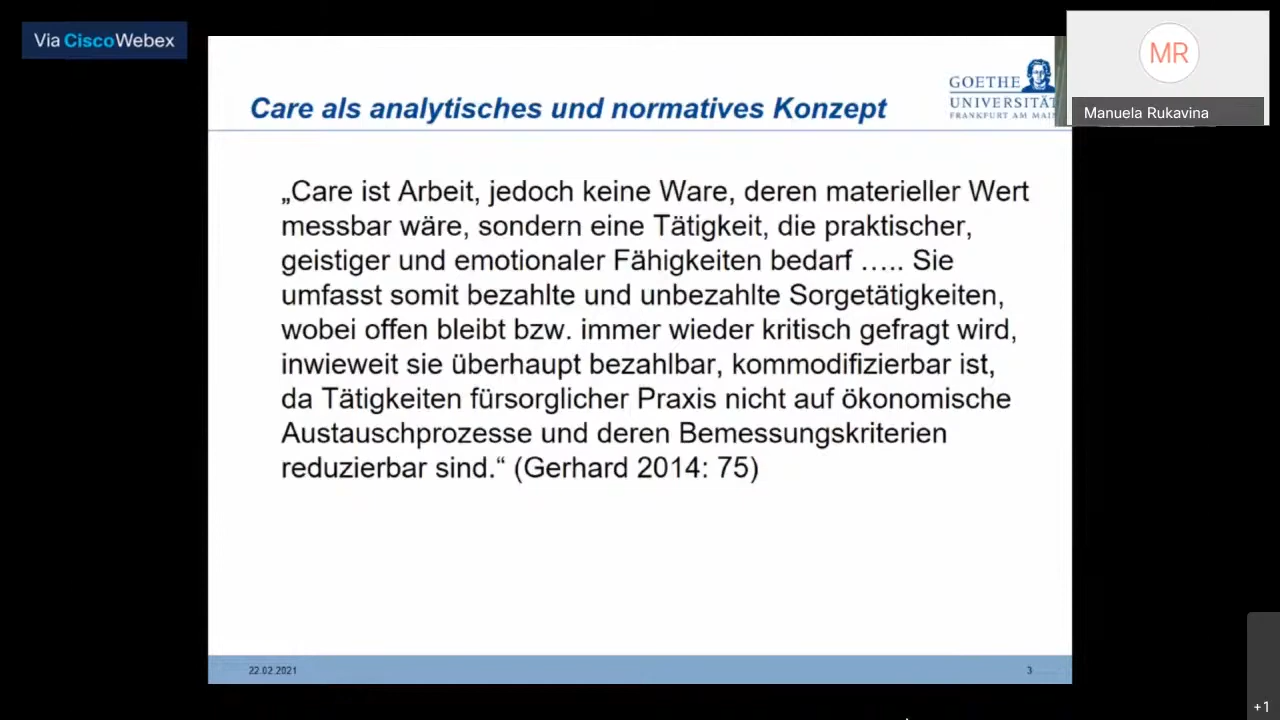 Via Cisco Webex
MR
Manuela Rukavina
GOETHE
UNIVERSITÄT
FRANKFURT AM MAIN
Care als analytisches und normatives Konzept
„Care ist Arbeit, jedoch keine Ware, deren materieller Wert
messbar wäre, sondern eine Tätigkeit, die praktischer,
geistiger und emotionaler Fähigkeiten bedarf ….. Sie
umfasst somit bezahlte und unbezahlte Sorgetätigkeiten,
wobei offen bleibt bzw. immer wieder kritisch gefragt wird,
inwieweit sie überhaupt bezahlbar, kommodifizierbar ist,
da Tätigkeiten fürsorglicher Praxis nicht auf ökonomische
Austauschprozesse und deren Bemessungskriterien
reduzierbar sind.“ (Gerhard 2014: 75)
22.02.2021
3
+1